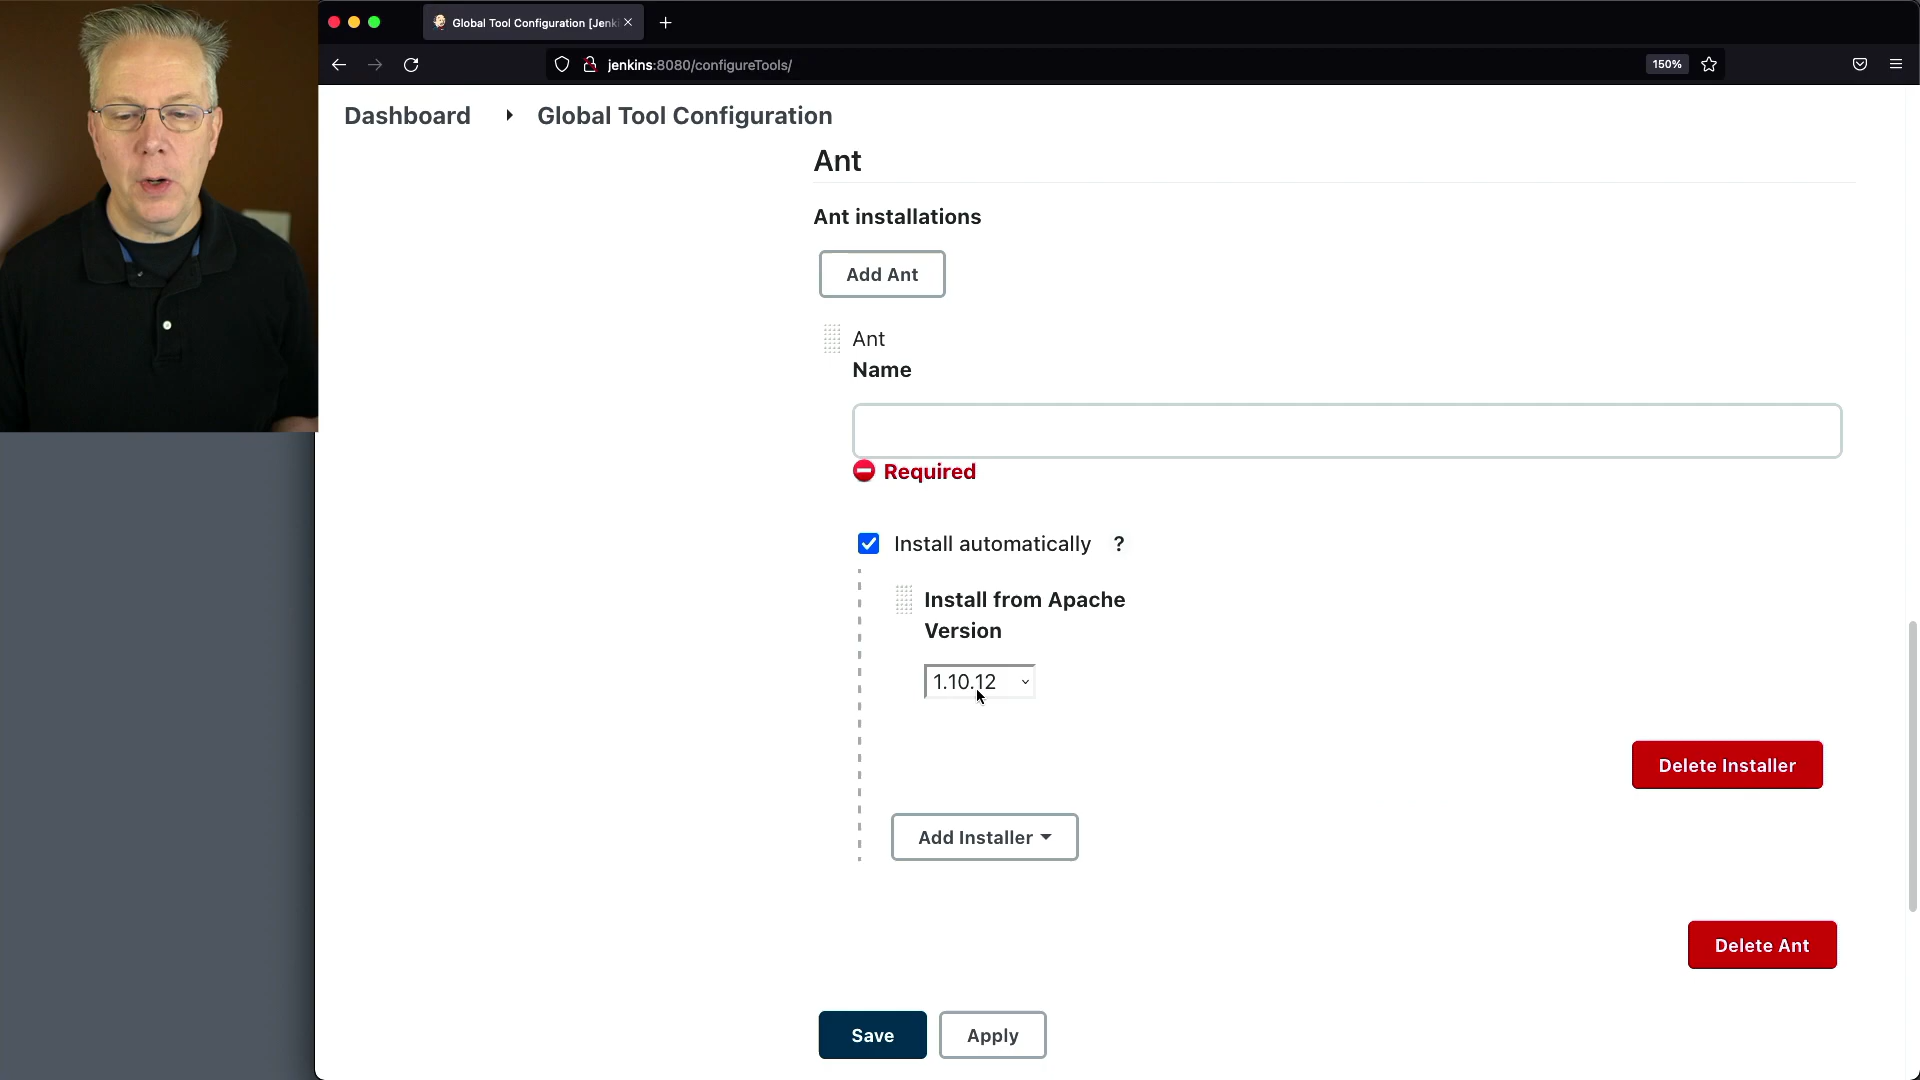 Global Tool Configuration [Jenki
jenkins:8080/configureTools/
150%
Dashboard
Global Tool Configuration
Ant
Ant installations
Add Ant
Ant
Name
Required
Install automatically ?
Install from Apache
Version
1.10.12
Delete Installer
Add Installer
Delete Ant
Save
Apply